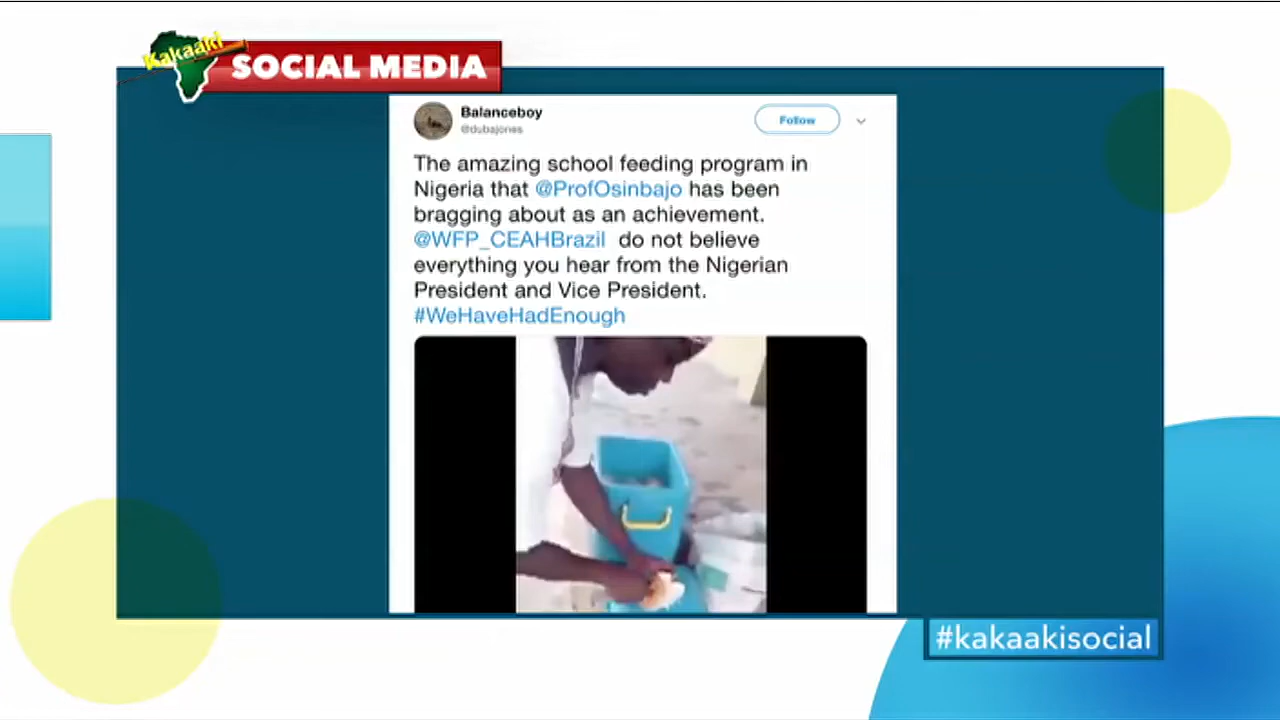 Kakaaki
SOCIAL MEDIA
Balanceboy
@dubajones
Follow
The amazing school feeding program in
Nigeria that @ProfOsinbajo has been
bragging about as an achievement.
@WFP_CEAHBrazil do not believe
everything you hear from the Nigerian
President and Vice President.
#WeHaveHadEnough
#kakaakisocial